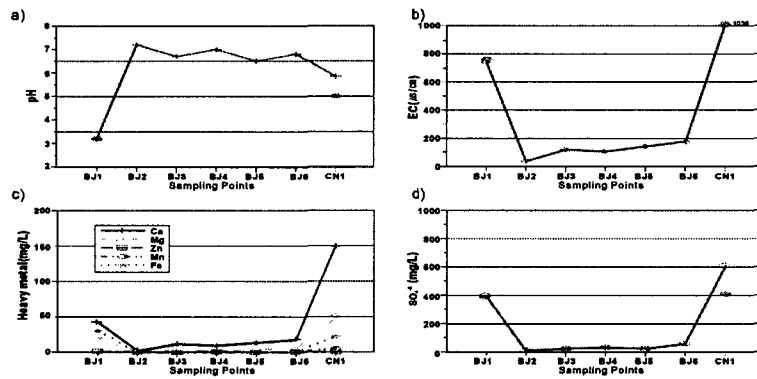 a)
8
7
6
5
4
3
2
pH
BJ1 BJ2 BJ3 BJ4 BJ5 BJ6 CN1
Sampling Points
b)
1000
800
600
400
200
0
EC(㎲/㎝)
1036
BJ1 BJ2 BJ3 BJ4 BJ5 BJ6 CN1
Sampling Points
c)
200
150
100
50
0
Heavy metal(mg/L)
Ca
Mg
Zn
Mn
Fe
BJ1 BJ2 BJ3 BJ4 BJ5 BJ6 CN1
Sampling Points
d)
1000
800
600
400
200
0
(mg/L)
BJ1 BJ2 BJ3 BJ4 BJ5 BJ6 CN1
Sampling Points